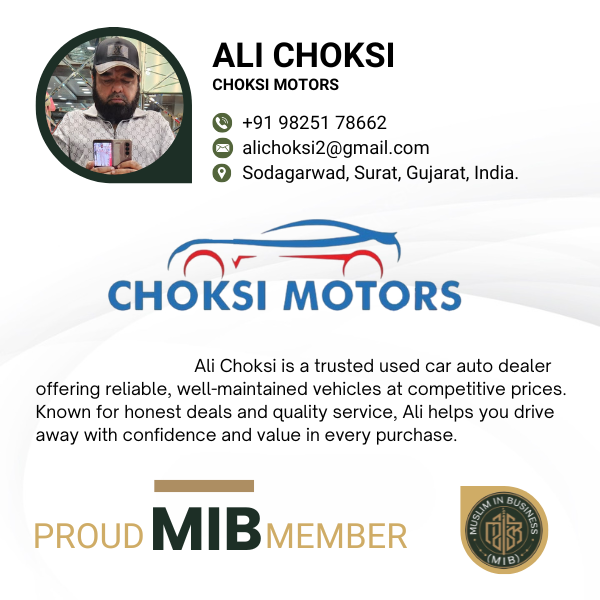 ALI CHOKSI
CHOKSI MOTORS
+91 98251 78662
alichoksi2@gmail.com
Sodagarwad, Surat, Gujarat, India.
CHOKSI MOTORS
Ali Choksi is a trusted used car auto dealer
offering reliable, well-maintained vehicles at competitive prices.
Known for honest deals and quality service, Ali helps you drive
away with confidence and value in every purchase.
PROUD MIB MEMBER
MUSLIM IN BUSINESS
(MIB)